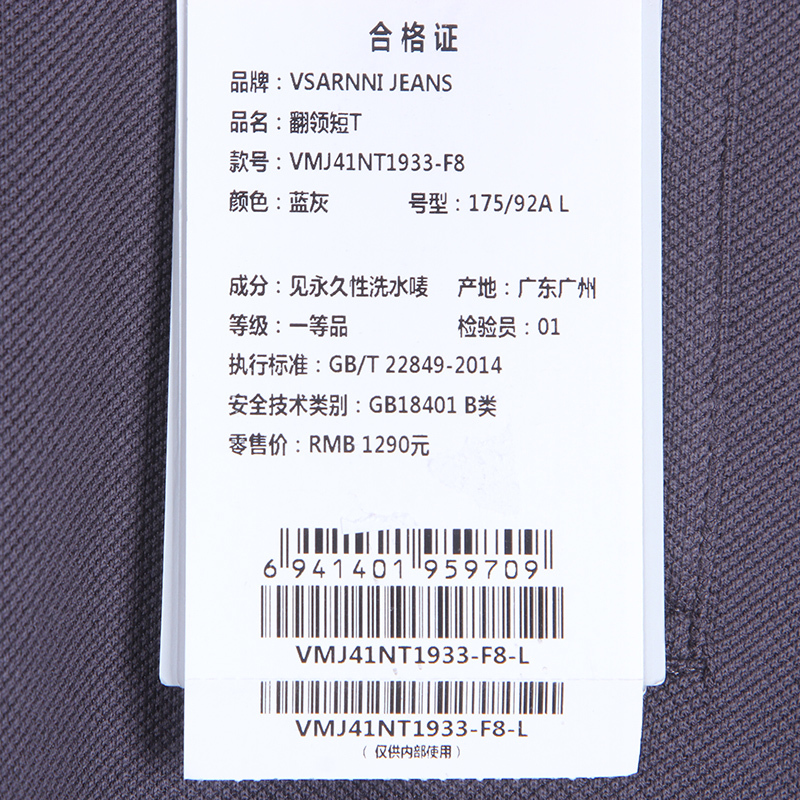 合格证
品牌：VSARNNI JEANS
品名：翻领短T
款号：VMJ41NT1933-F8
颜色：蓝灰 号型：175/92A L
成分：见永久性洗水唛 产地：广东广州
等级：一等品 检验员：01
执行标准：GB/T 22849-2014
安全技术类别：GB18401 B类
零售价：RMB 1290元
6 941401 959709
VMJ41NT1933-F8-L
VMJ41NT1933-F8-L
（仅供内部使用）